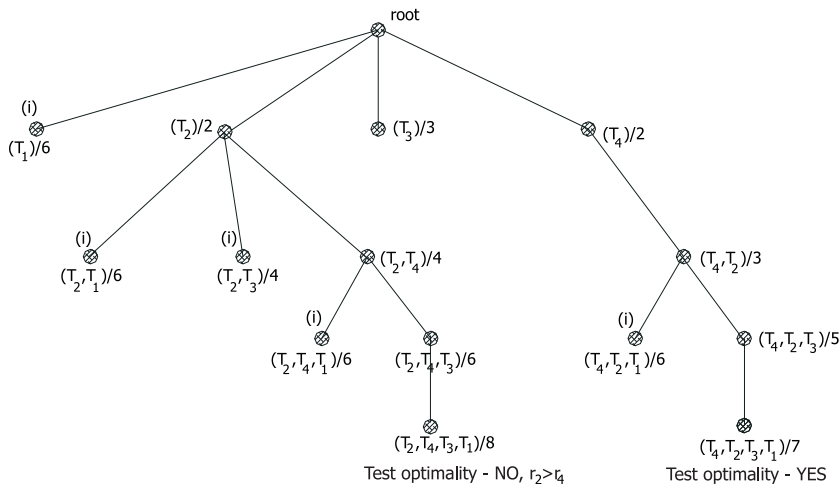 root
(i)
(T₁)/6
(T₂)/2
(T₃)/3
(T₄)/2
(i)
(T₂,T₁)/6
(i)
(T₂,T₃)/4
(T₂,T₄)/4
(T₄,T₂)/3
(i)
(T₂,T₄,T₁)/6
(T₂,T₄,T₃)/6
(i)
(T₄,T₂,T₁)/6
(T₄,T₂,T₃)/5
(T₂,T₄,T₃,T₁)/8
(T₄,T₂,T₃,T₁)/7
Test optimality - NO, r₂>r₄
Test optimality - YES